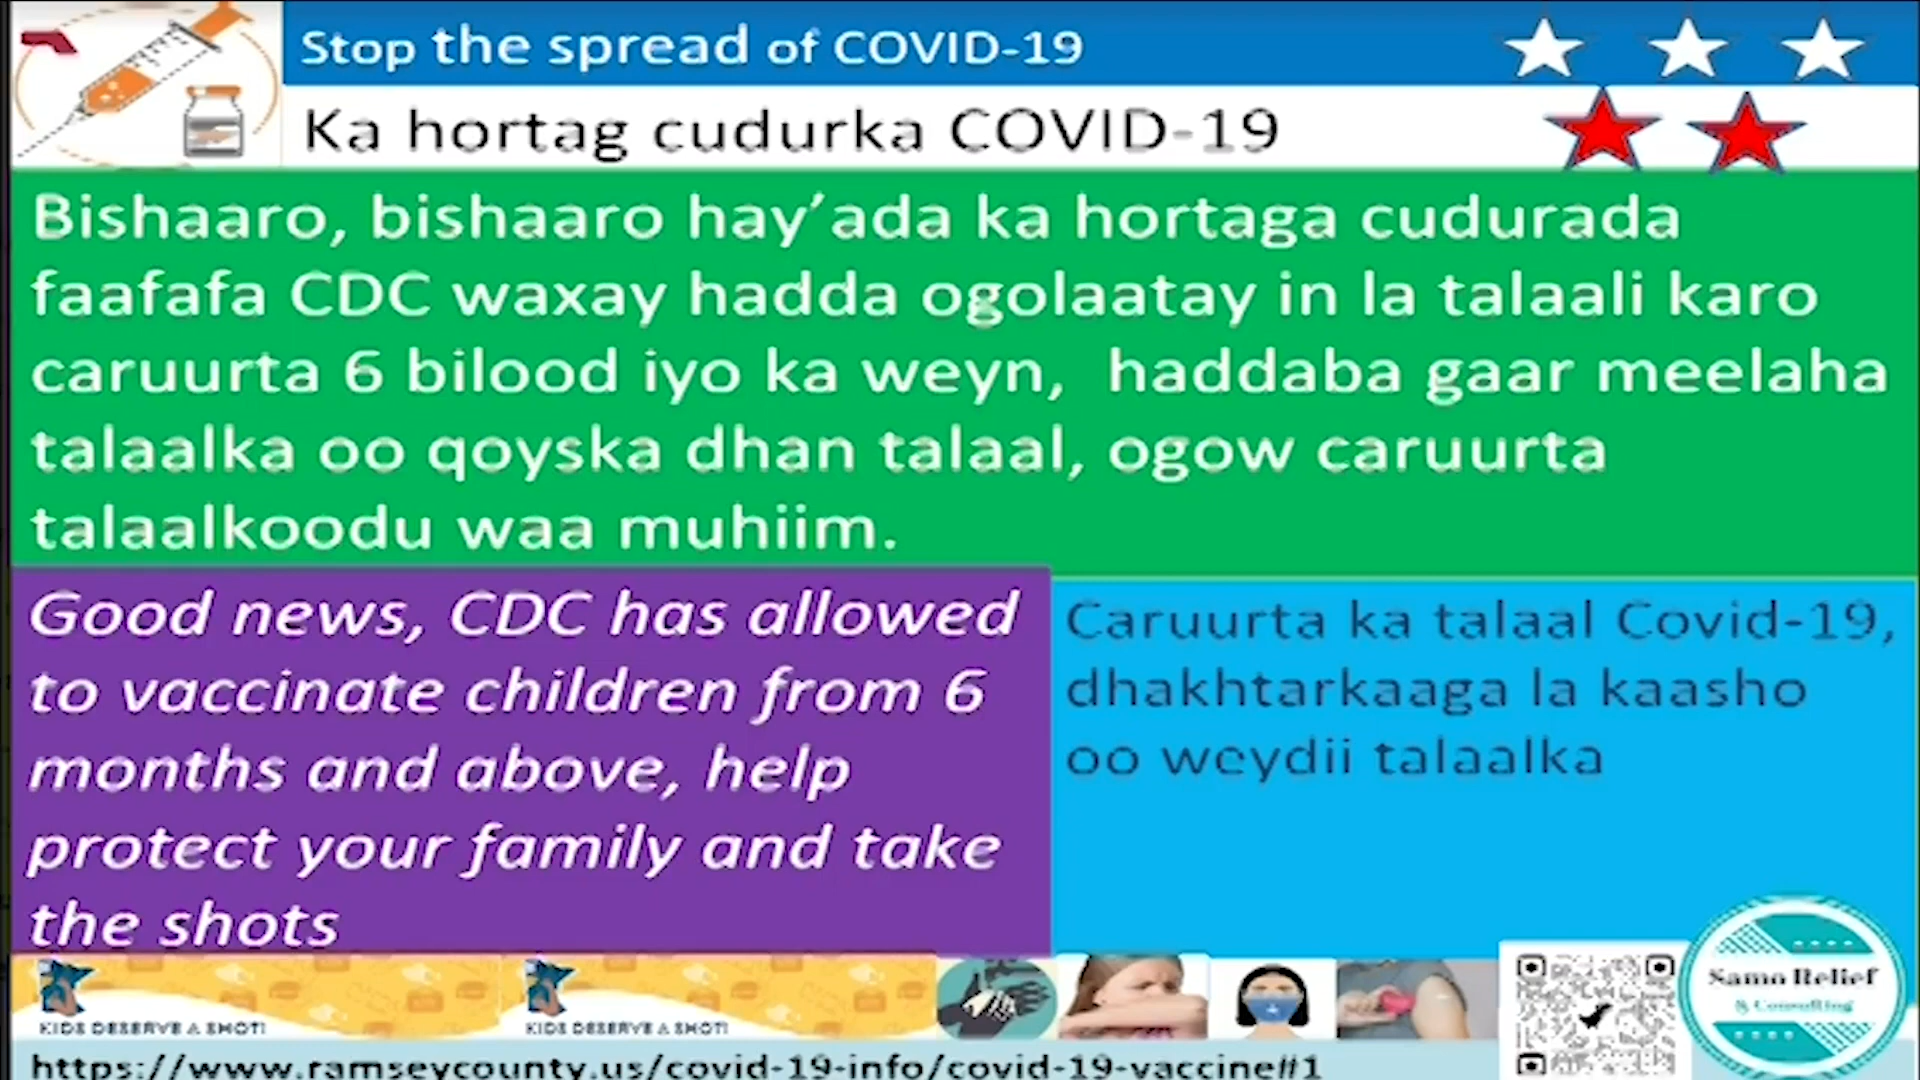 Stop the spread of COVID-19
Ka hortag cudurka COVID-19
Bishaaro, bishaaro hay’ada ka hortaga cudurada
faafafa CDC waxay hadda ogolaatay in la talaali karo
caruurta 6 bilood iyo ka weyn, haddaba gaar meelaha
talaalka oo qoyska dhan talaal, ogow caruurta
talaalkoodu waa muhiim.
Good news, CDC has allowed
to vaccinate children from 6
months and above, help
protect your family and take
the shots
Caruurta ka talaal Covid-19,
dhakhtarkaaga la kaasho
oo weydii talaalka
KIDS DESERVE A SHOT!
KIDS DESERVE A SHOT!
Samo Relief
& Consulting
https://www.ramseycounty.us/covid-19-info/covid-19-vaccine#1